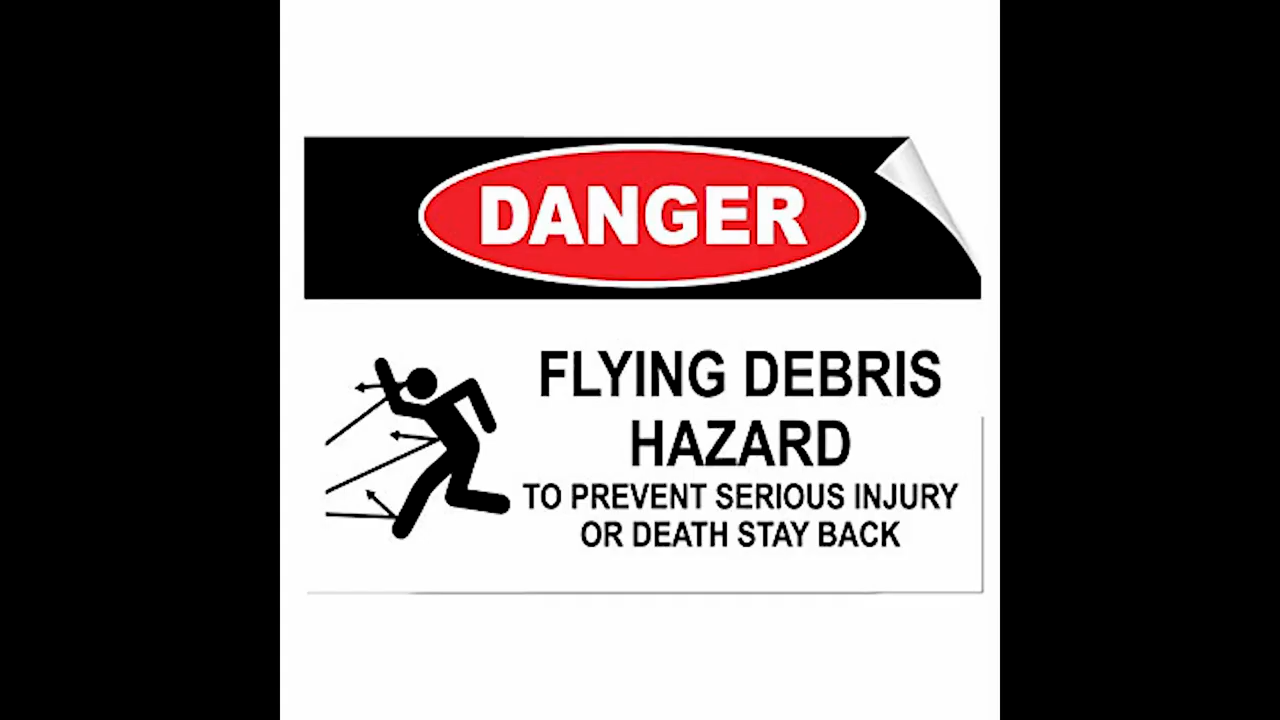 DANGER
FLYING DEBRIS
HAZARD
TO PREVENT SERIOUS INJURY
OR DEATH STAY BACK